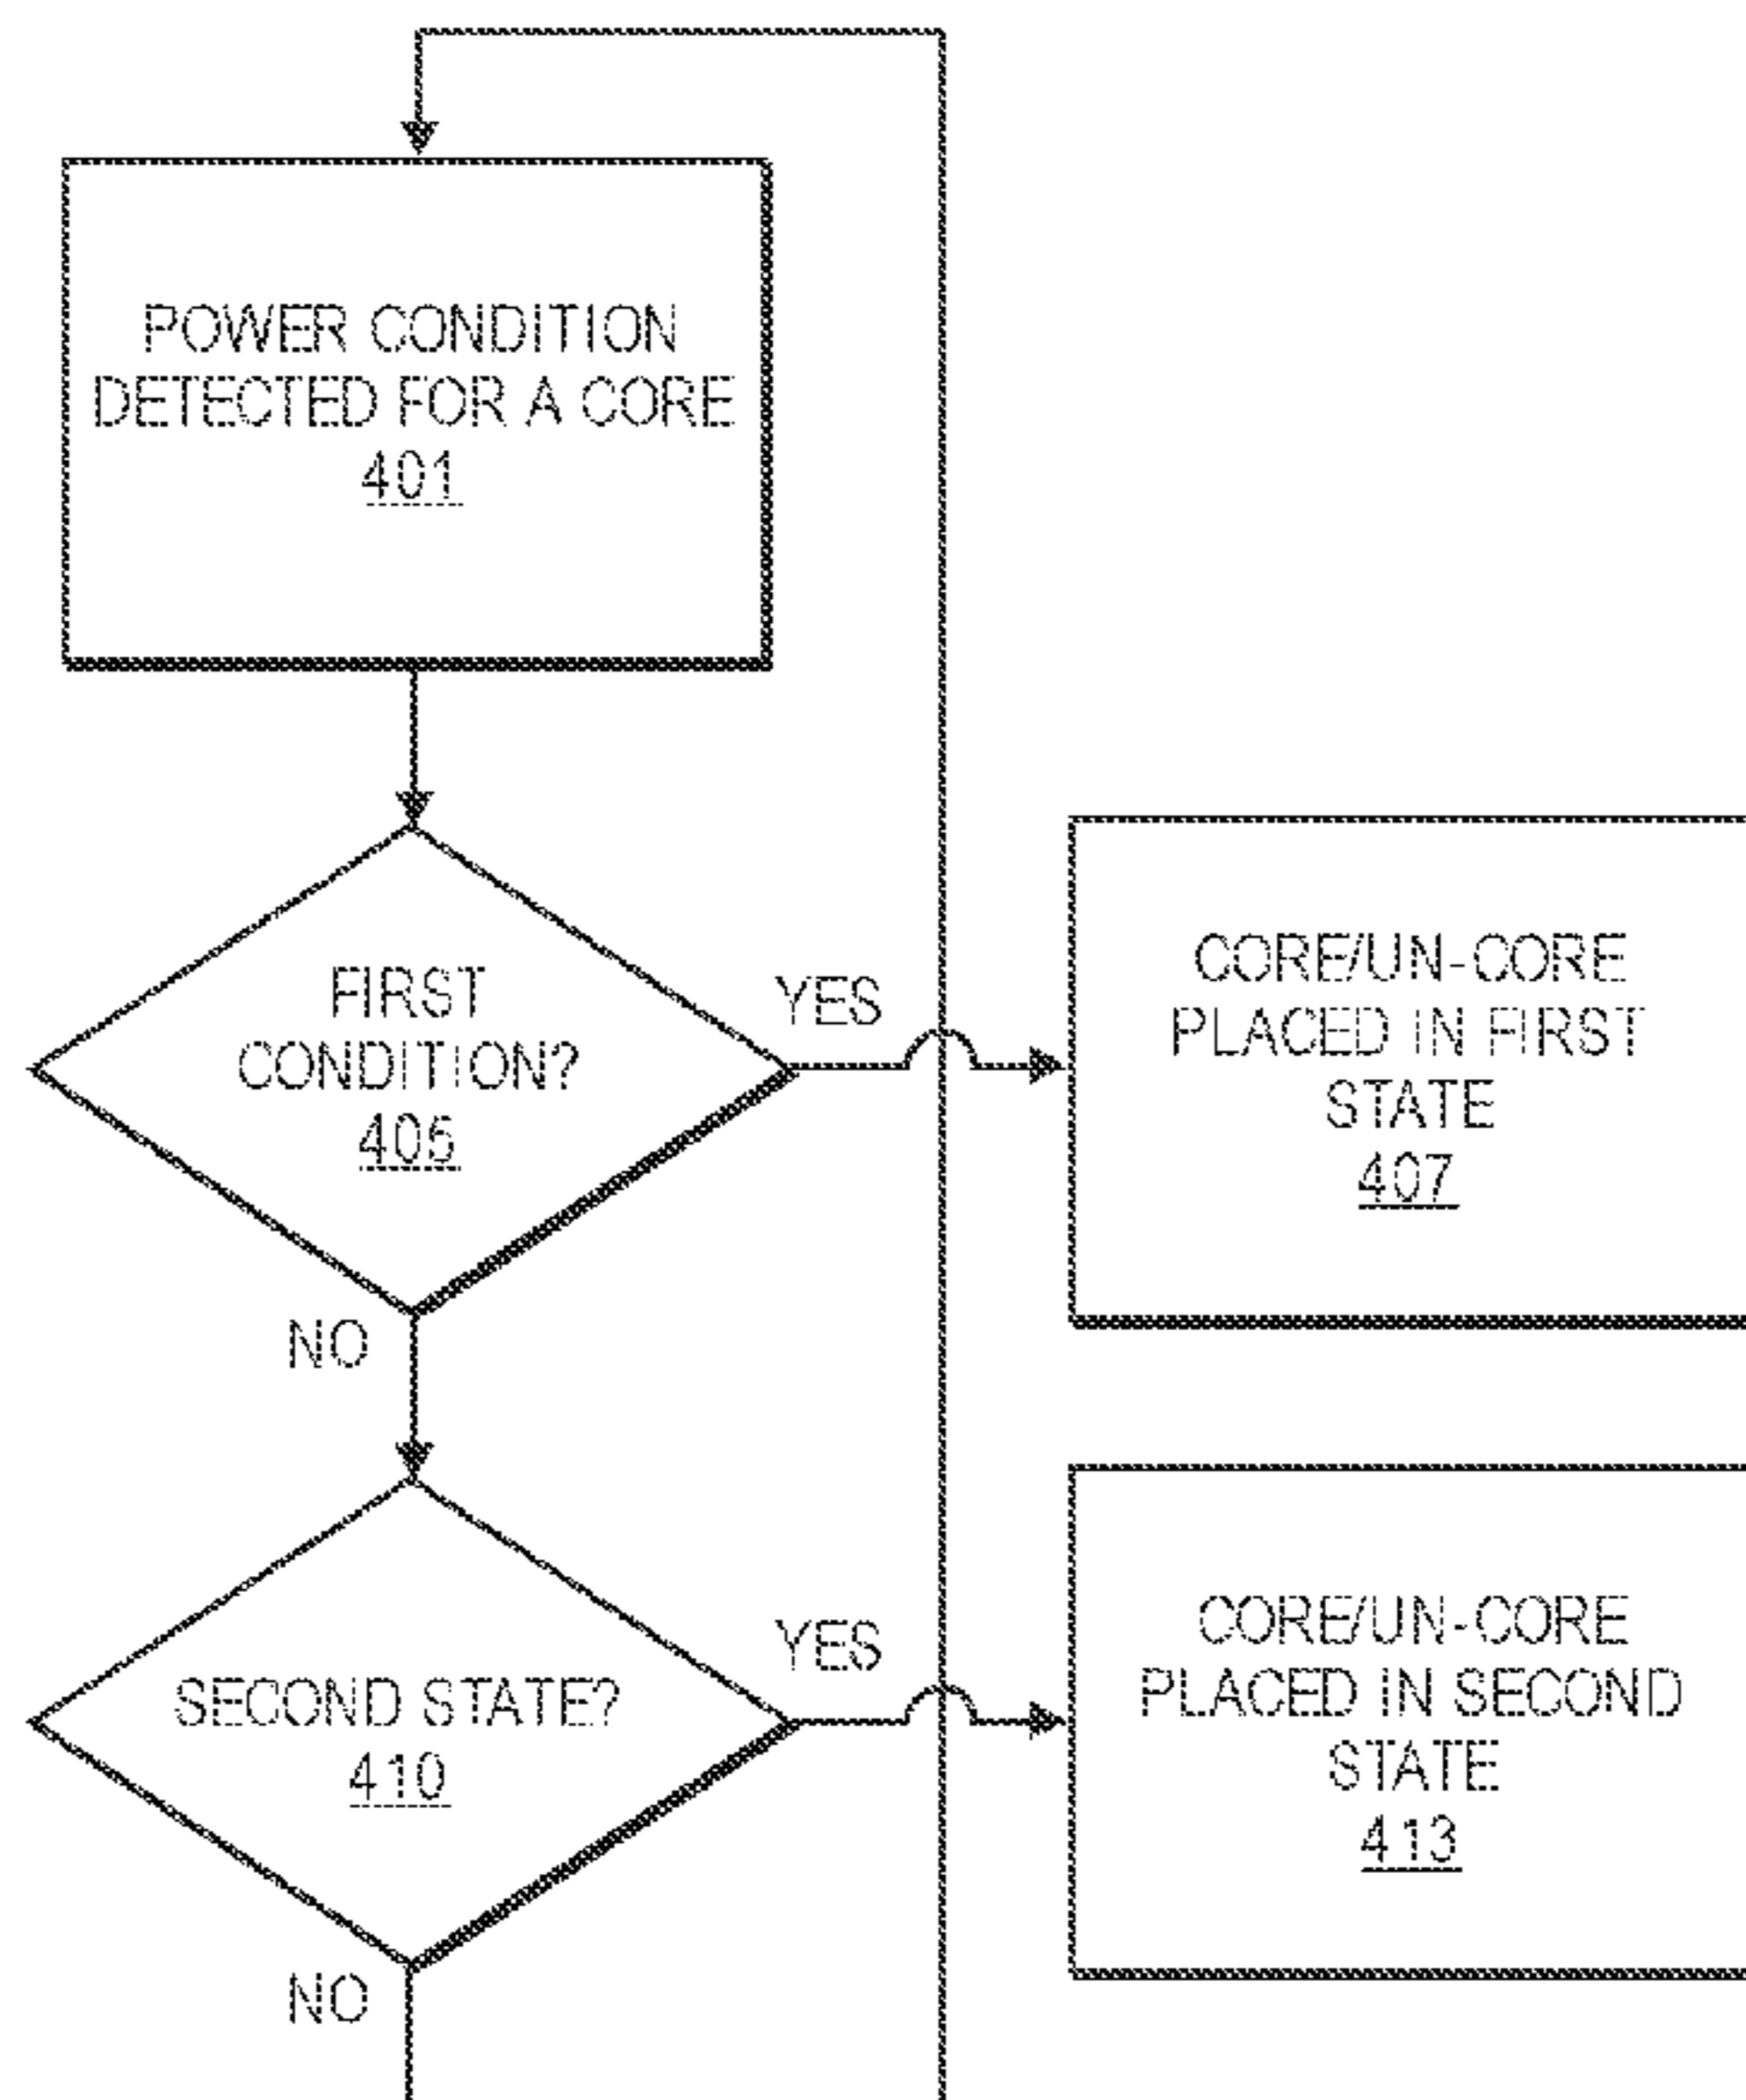 POWER CONDITION
DETECTED FOR A CORE
401
FIRST
CONDITION?
405
YES
CORE/UN-CORE
PLACED IN FIRST
STATE
407
NO
SECOND STATE?
410
YES
CORE/UN-CORE
PLACED IN SECOND
STATE
413
NO